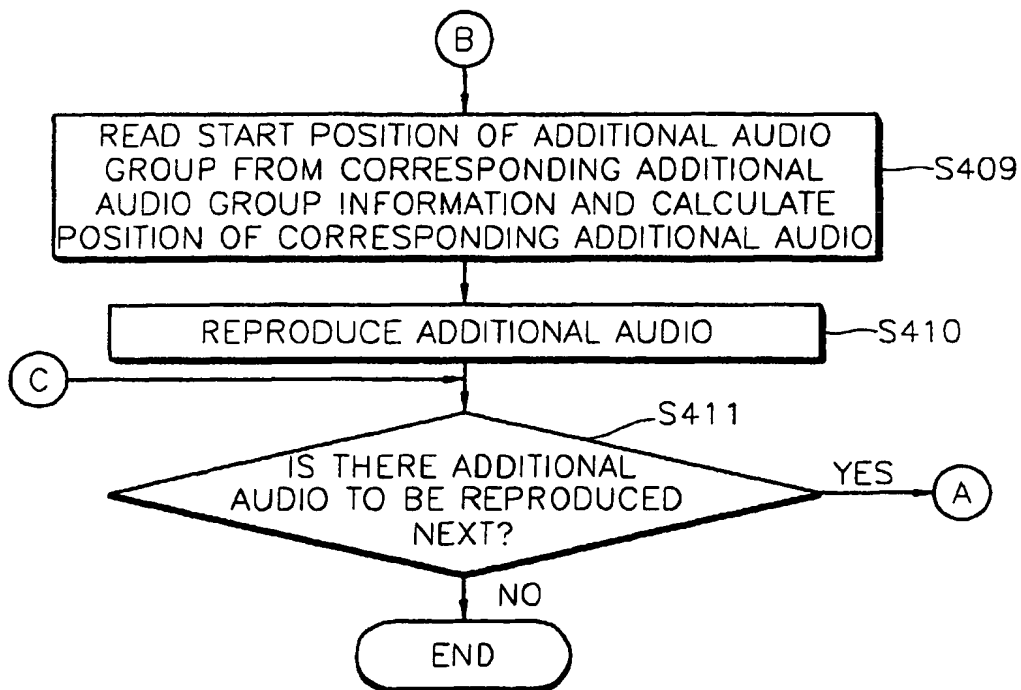 B
READ START POSITION OF ADDITIONAL AUDIO
GROUP FROM CORRESPONDING ADDITIONAL
AUDIO GROUP INFORMATION AND CALCULATE
POSITION OF CORRESPONDING ADDITIONAL AUDIO
S409
REPRODUCE ADDITIONAL AUDIO
S410
C
S411
IS THERE ADDITIONAL
AUDIO TO BE REPRODUCED
NEXT?
YES
A
NO
END